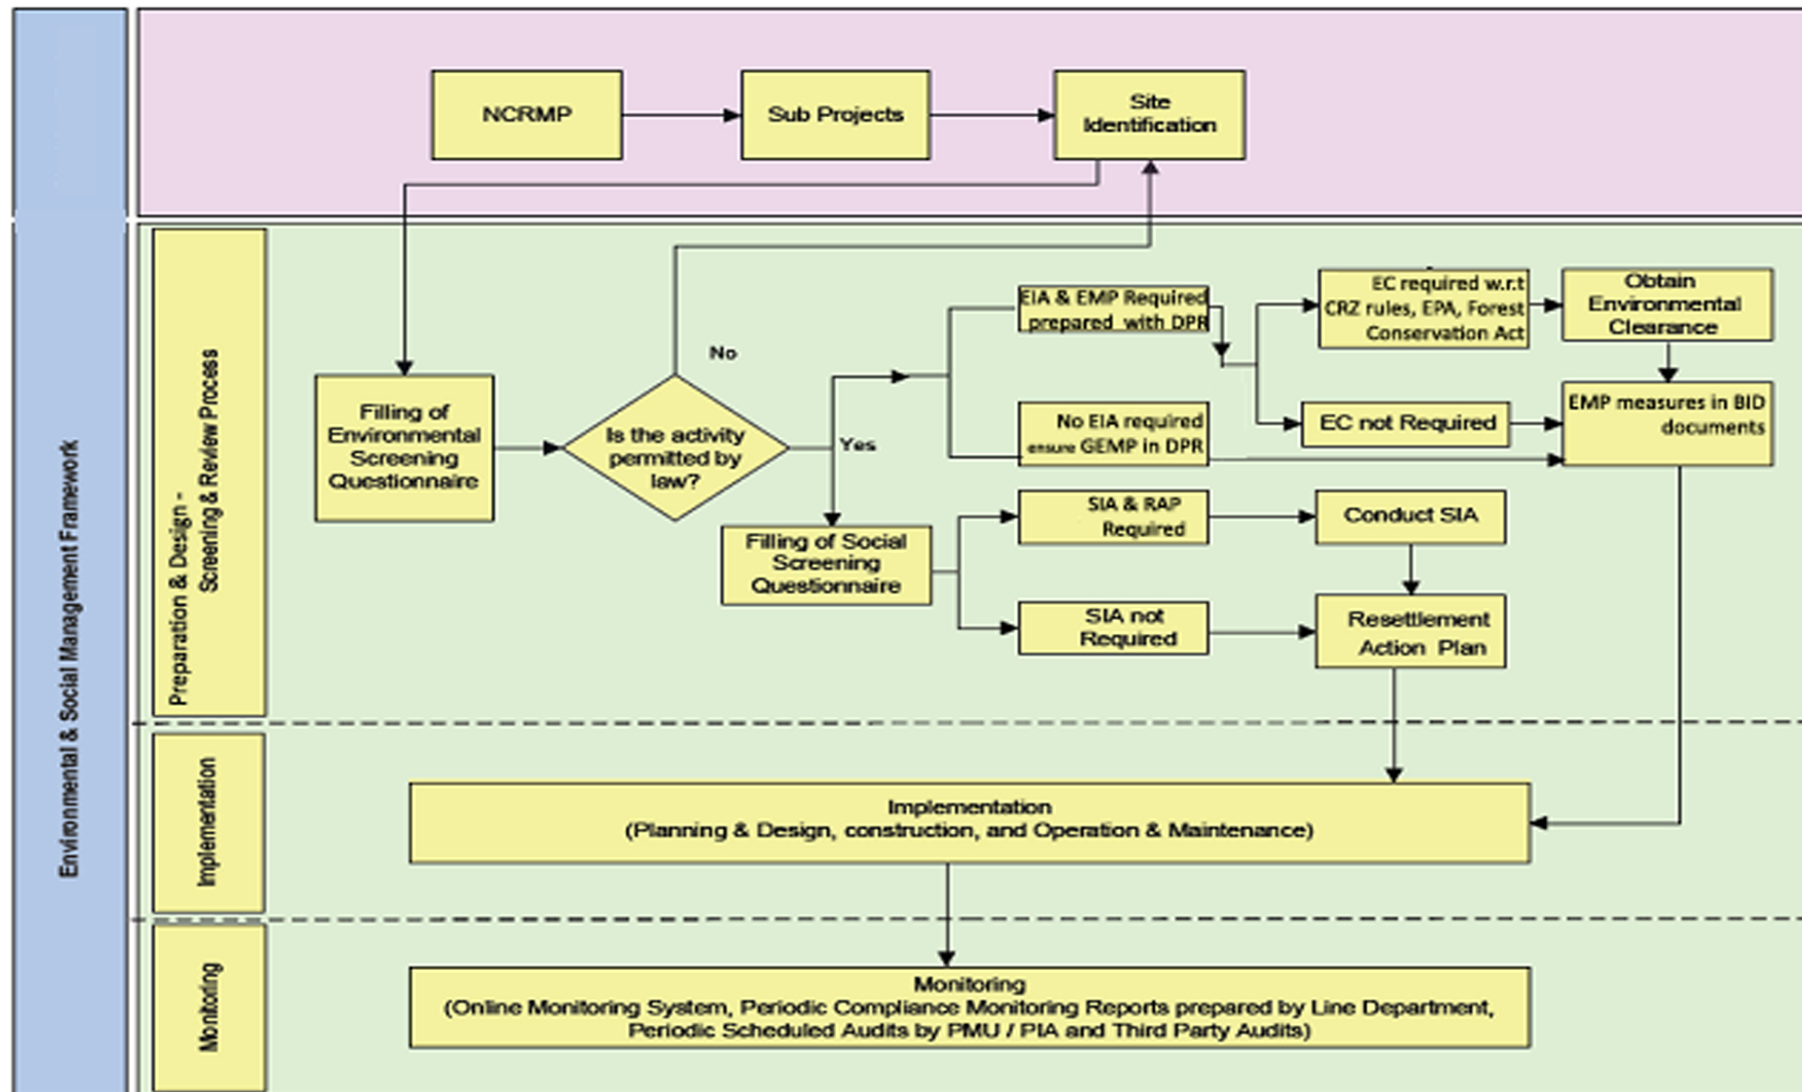 Environmental & Social Management Framework
NCRMP
Sub Projects
Site
Identification
Preparation & Design -
Screening & Review Process
Filling of
Environmental
Screening
Questionnaire
Is the activity
permitted by
law?
No
Yes
EIA & EMP Required
prepared with DPR
No EIA required
ensure GEMP in DPR
EC required w.r.t
CRZ rules, EPA, Forest
Conservation Act
Obtain
Environmental
Clearance
EC not Required
EMP measures in BID
documents
Filling of Social
Screening
Questionnaire
SIA & RAP
Required
Conduct SIA
SIA not
Required
Resettlement
Action Plan
Implementation
Implementation
(Planning & Design, construction, and Operation & Maintenance)
Monitoring
Monitoring
(Online Monitoring System, Periodic Compliance Monitoring Reports prepared by Line Department,
Periodic Scheduled Audits by PMU / PIA and Third Party Audits)